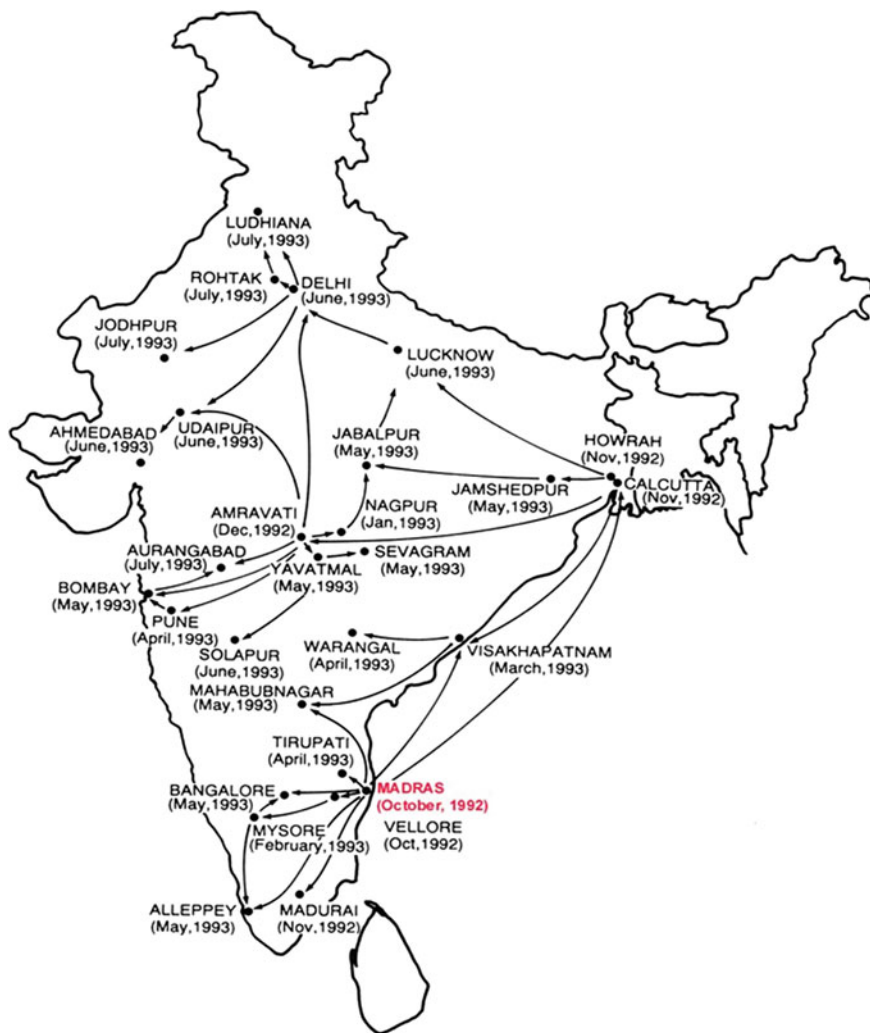 LUDHIANA
(July,1993)
ROHTAK
(July,1993)
DELHI
(June,1993)
JODHPUR
(July,1993)
LUCKNOW
(June,1993)
AHMEDABAD
(June,1993)
UDAIPUR
(June,1993)
JABALPUR
(May,1993)
HOWRAH
(Nov,1992)
JAMSHEDPUR
(May,1993)
CALCUTTA
(Nov,1992)
AMRAVATI
(Dec,1992)
NAGPUR
(Jan,1993)
AURANGABAD
(July,1993)
YAVATMAL
(May,1993)
SEVAGRAM
(May,1993)
BOMBAY
(May,1993)
PUNE
(April,1993)
SOLAPUR
(June,1993)
WARANGAL
(April,1993)
VISAKHAPATNAM
(March,1993)
MAHABUBNAGAR
(May,1993)
TIRUPATI
(April,1993)
BANGALORE
(May,1993)
MADRAS
(October, 1992)
MYSORE
(February,1993)
VELLORE
(Oct,1992)
ALLEPPEY
(May,1993)
MADURAI
(Nov,1992)